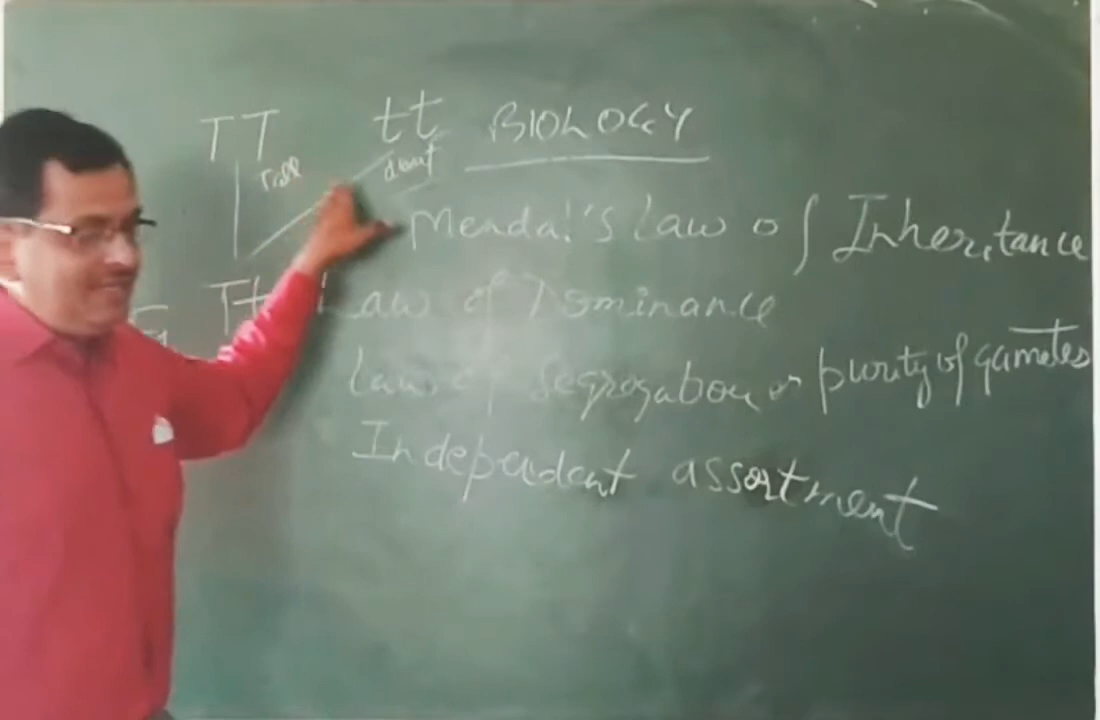 TT tt BIOLOGY
Tall dwarf
Mendal's Law of Inheritance
Tt Law of Dominance
Law of Segregation or purity of gametes
Independent assortment